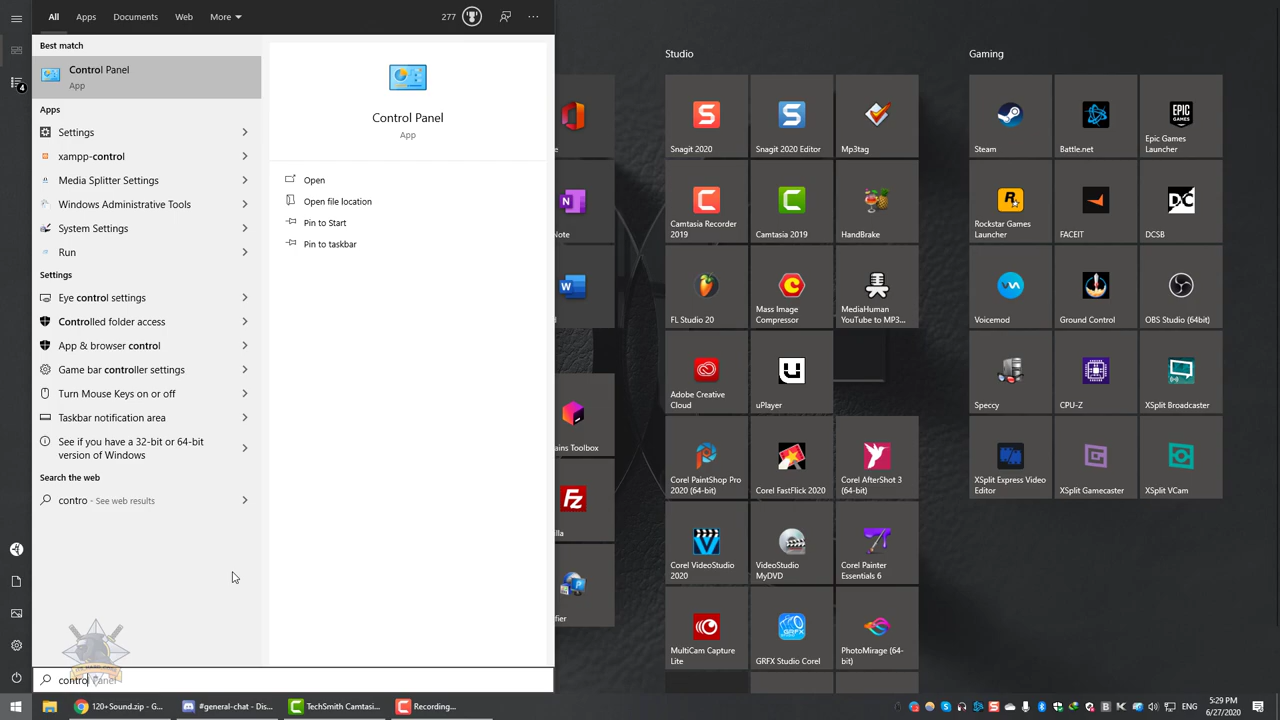 All Apps Documents Web More 277 ...
Best match
Control Panel
App
Apps
Settings
xampp-control
Media Splitter Settings
Windows Administrative Tools
System Settings
Run
Settings
Eye control settings
Controlled folder access
App & browser control
Game bar controller settings
Turn Mouse Keys on or off
Taskbar notification area
See if you have a 32-bit or 64-bit
version of Windows
Search the web
contro - See web results
4
contro Panel
Control Panel
App
Open
Open file location
Pin to Start
Pin to taskbar
Studio
Snagit 2020
Snagit 2020 Editor
Mp3tag
Camtasia Recorder
2019
Camtasia 2019
HandBrake
FL Studio 20
Mass Image
Compressor
MediaHuman
YouTube to MP3...
Adobe Creative
Cloud
uPlayer
Corel PaintShop Pro
2020 (64-bit)
Corel FastFlick 2020
Corel AfterShot 3
(64-bit)
Corel VideoStudio
2020
VideoStudio
MyDVD
Corel Painter
Essentials 6
MultiCam Capture
Lite
GRFX Studio Corel
PhotoMirage (64-
bit)
Gaming
Steam
Battle.net
Epic Games
Launcher
Rockstar Games
Launcher
FACEIT
DCSB
Voicemod
Ground Control
OBS Studio (64bit)
Speccy
CPU-Z
XSplit Broadcaster
XSplit Express Video
Editor
XSplit Gamecaster
XSplit VCam
120+Sound.zip - G...
#general-chat - Dis...
TechSmith Camtasi...
Recording...
ENG
5:29 PM
6/27/2020